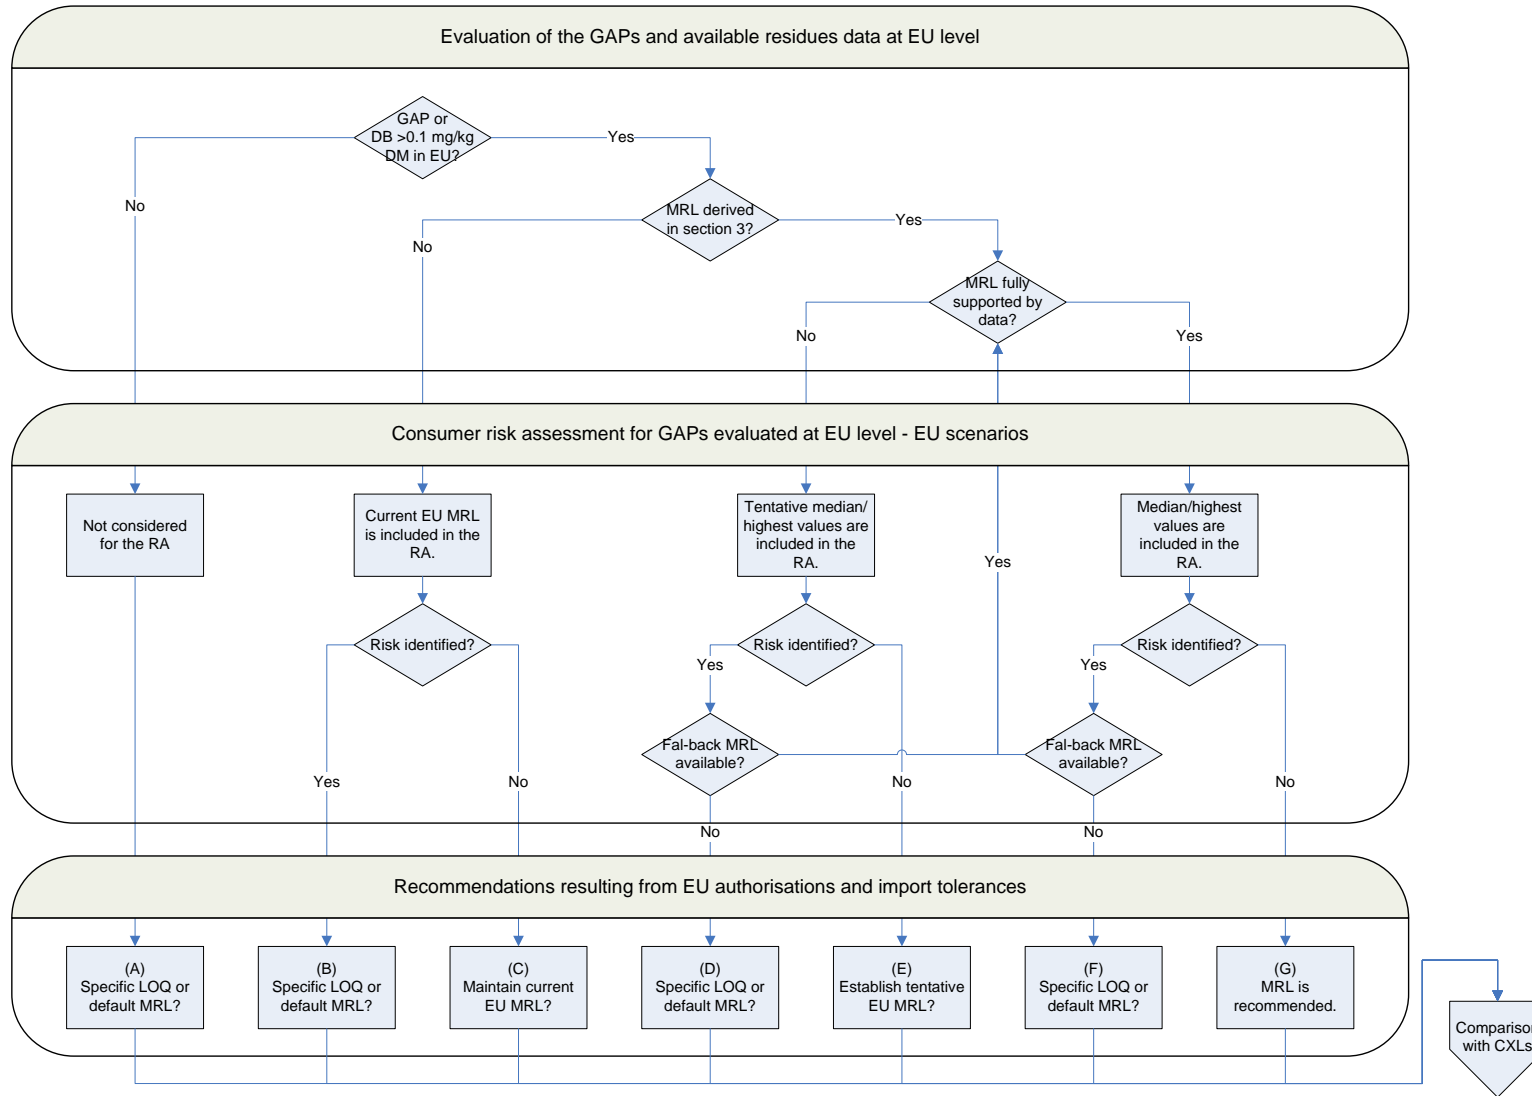 Evaluation of the GAPs and available residues data at EU level
GAP or
DB >0.1 mg/kg
DM in EU?
Yes
No
MRL derived
in section 3?
Yes
No
MRL fully
supported by
data?
No
Yes
Consumer risk assessment for GAPs evaluated at EU level - EU scenarios
Not considered
for the RA
Current EU MRL
is included in the
RA.
Tentative median/
highest values are
included in the
RA.
Median/highest
values are
included in the
RA.
Yes
Risk identified?
Risk identified?
Risk identified?
Yes
Yes
Fal-back MRL
available?
Fal-back MRL
available?
Yes
No
No
No
No
No
Recommendations resulting from EU authorisations and import tolerances
(A)
Specific LOQ or
default MRL?
(B)
Specific LOQ or
default MRL?
(C)
Maintain current
EU MRL?
(D)
Specific LOQ or
default MRL?
(E)
Establish tentative
EU MRL?
(F)
Specific LOQ or
default MRL?
(G)
MRL is
recommended.
Comparison
with CXLs